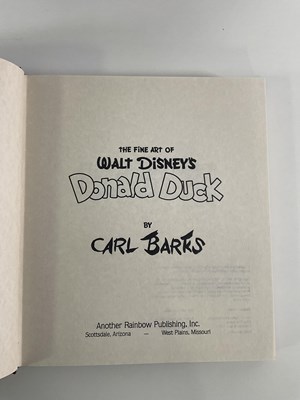 THE FINE ART OF
WALT DISNEY'S
Donald Duck
BY
CARL BARKS
Another Rainbow Publishing, Inc.
Scottsdale, Arizona — West Plains, Missouri